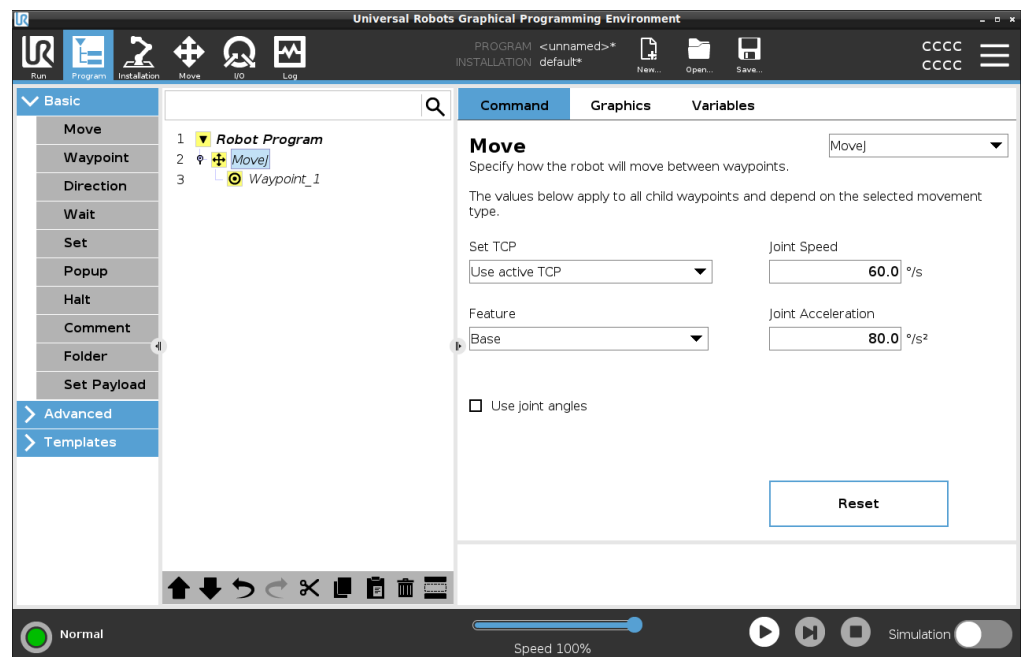 Universal Robots Graphical Programming Environment
Run
Program
Installation
Move
I/O
Log
PROGRAM <unnamed>*
INSTALLATION default*
New...
Open...
Save...
CCCC
CCCC
Basic
Move
Waypoint
Direction
Wait
Set
Popup
Halt
Comment
Folder
Set Payload
Advanced
Templates
1 Robot Program
2 MoveJ
3 Waypoint_1
Command Graphics Variables
Move
MoveJ
Specify how the robot will move between waypoints.
The values below apply to all child waypoints and depend on the selected movement
type.
Set TCP
Use active TCP
Joint Speed
60.0 °/s
Feature
Base
Joint Acceleration
80.0 °/s²
Use joint angles
Reset
Normal
Speed 100%
Simulation